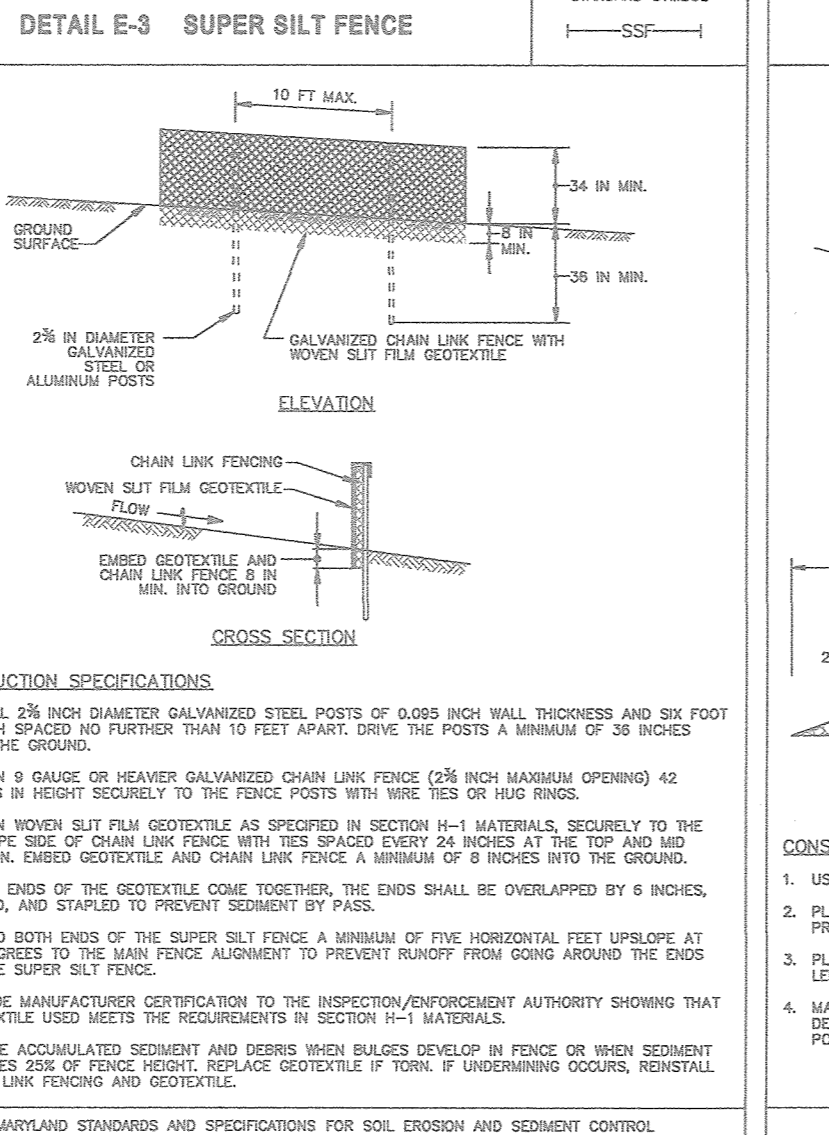 DETAIL E-3 SUPER SILT FENCE
SSF
10 FT MAX.
34 IN MIN.
GROUND
SURFACE
8 IN
MIN.
36 IN MIN.
2⅜ IN DIAMETER
GALVANIZED
STEEL OR
ALUMINUM POSTS
GALVANIZED CHAIN LINK FENCE WITH
WOVEN SLIT FILM GEOTEXTILE
ELEVATION
CHAIN LINK FENCING
WOVEN SLIT FILM GEOTEXTILE
FLOW
EMBED GEOTEXTILE AND
CHAIN LINK FENCE 8 IN
MIN. INTO GROUND
CROSS SECTION
UCTION SPECIFICATIONS
L 2⅜ INCH DIAMETER GALVANIZED STEEL POSTS OF 0.095 INCH WALL THICKNESS AND SIX FOOT
H SPACED NO FURTHER THAN 10 FEET APART. DRIVE THE POSTS A MINIMUM OF 36 INCHES
HE GROUND.
N 9 GAUGE OR HEAVIER GALVANIZED CHAIN LINK FENCE (2⅜ INCH MAXIMUM OPENING) 42
S IN HEIGHT SECURELY TO THE FENCE POSTS WITH WIRE TIES OR HUG RINGS.
N WOVEN SLIT FILM GEOTEXTILE AS SPECIFIED IN SECTION H-1 MATERIALS, SECURELY TO THE
PE SIDE OF CHAIN LINK FENCE WITH TIES SPACED EVERY 24 INCHES AT THE TOP AND MID
N. EMBED GEOTEXTILE AND CHAIN LINK FENCE A MINIMUM OF 8 INCHES INTO THE GROUND.
ENDS OF THE GEOTEXTILE COME TOGETHER, THE ENDS SHALL BE OVERLAPPED BY 6 INCHES,
D, AND STAPLED TO PREVENT SEDIMENT BY PASS.
D BOTH ENDS OF THE SUPER SILT FENCE A MINIMUM OF FIVE HORIZONTAL FEET UPSLOPE AT
GREES TO THE MAIN FENCE ALIGNMENT TO PREVENT RUNOFF FROM GOING AROUND THE ENDS
E SUPER SILT FENCE.
DE MANUFACTURER CERTIFICATION TO THE INSPECTION/ENFORCEMENT AUTHORITY SHOWING THAT
XTILE USED MEETS THE REQUIREMENTS IN SECTION H-1 MATERIALS.
E ACCUMULATED SEDIMENT AND DEBRIS WHEN BULGES DEVELOP IN FENCE OR WHEN SEDIMENT
ES 25% OF FENCE HEIGHT. REPLACE GEOTEXTILE IF TORN. IF UNDERMINING OCCURS, REINSTALL
LINK FENCING AND GEOTEXTILE.
MARYLAND STANDARDS AND SPECIFICATIONS FOR SOIL EROSION AND SEDIMENT CONTROL
2
CONS
1. US
2. PL
PR
3. PL
LE
4. MA
DE
PO